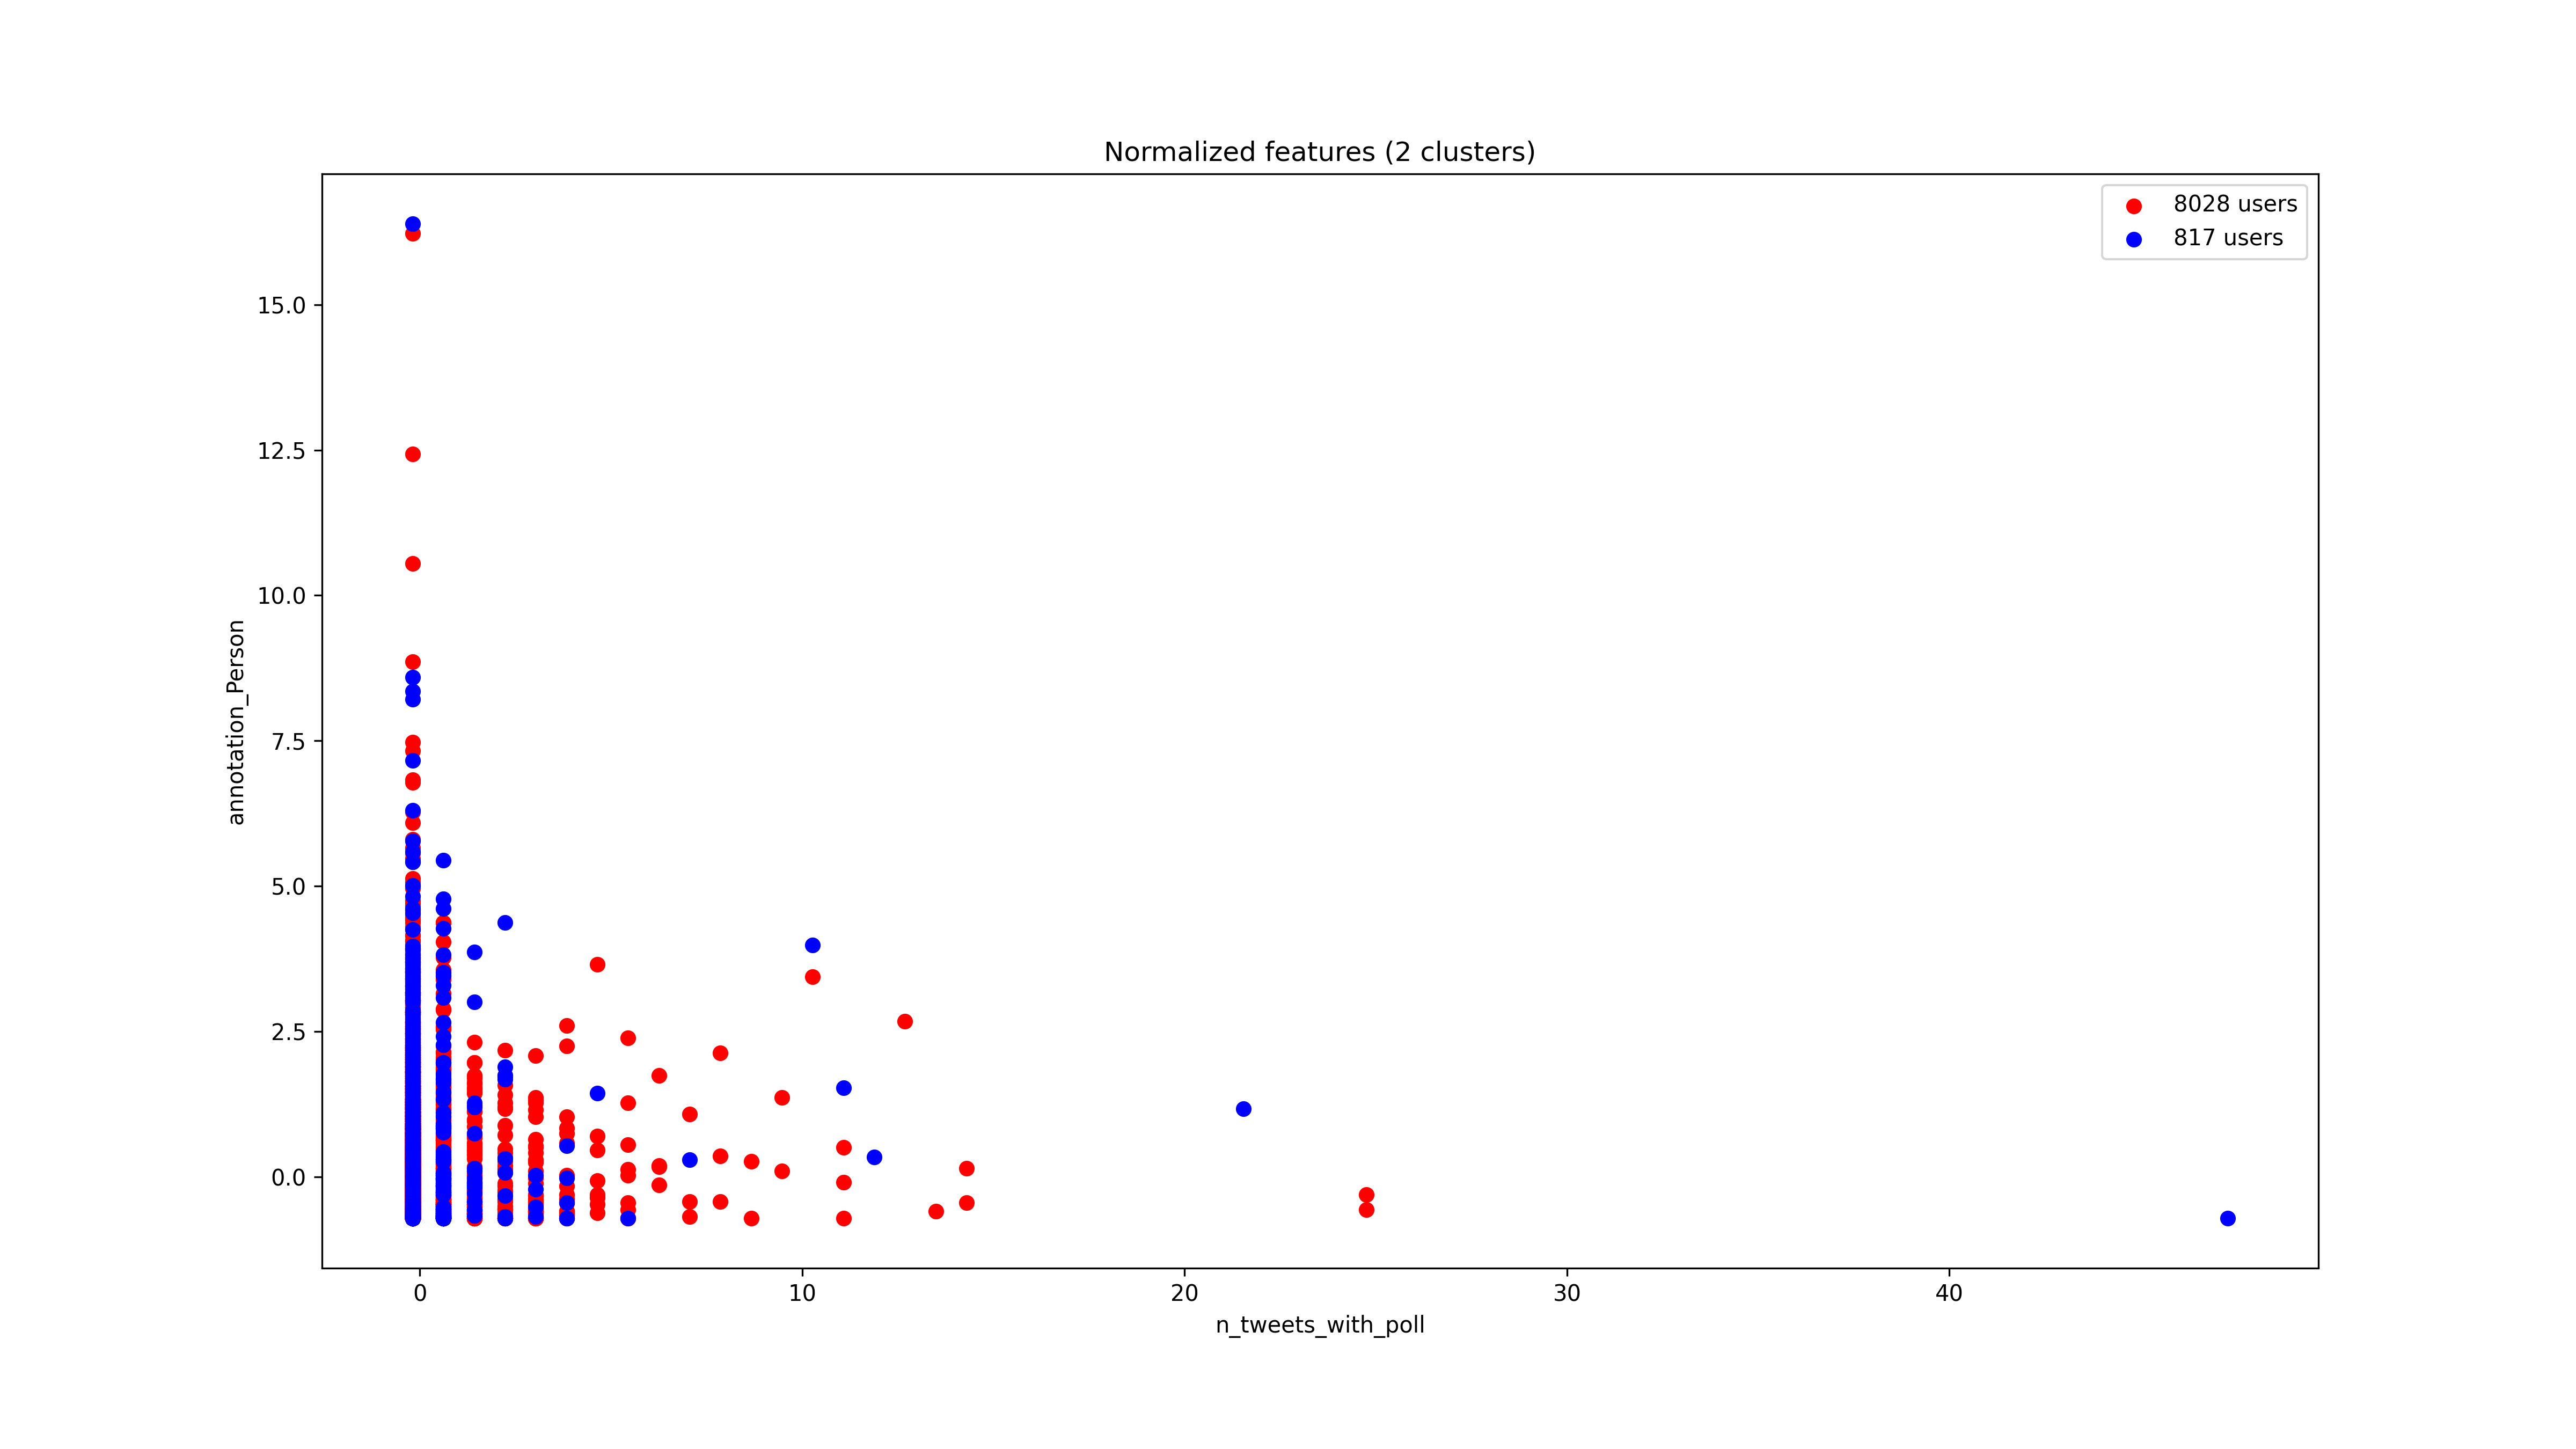 Normalized features (2 clusters)
8028 users
817 users
15.0
12.5
10.0
7.5
5.0
2.5
0.0
annotation_Person
0 10 20 30 40
n_tweets_with_poll